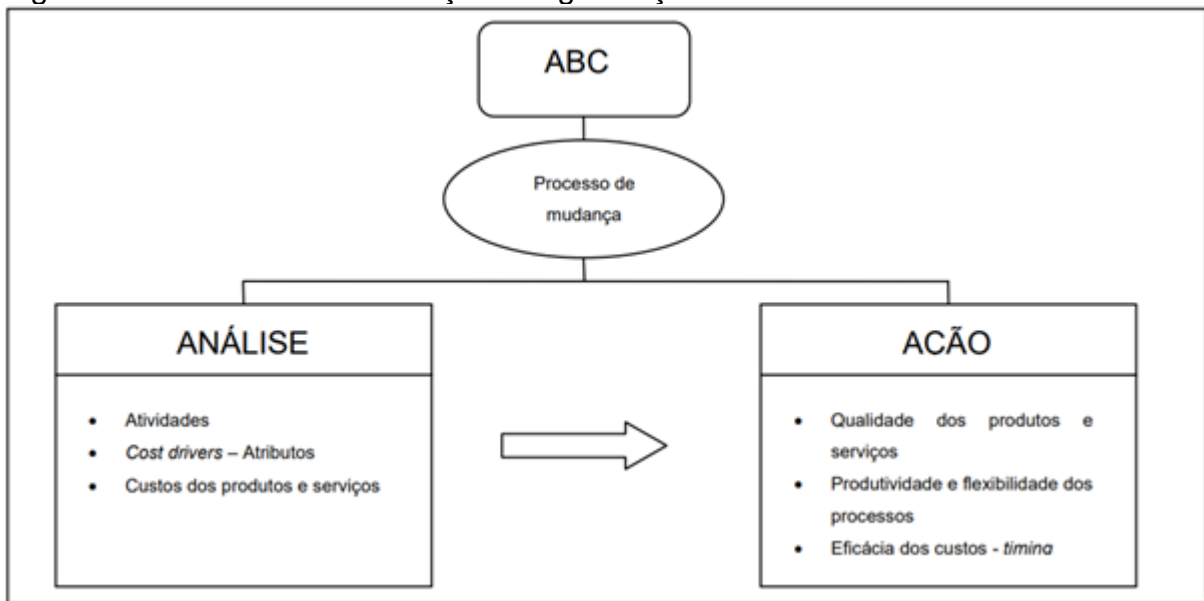 ABC
Processo de
mudança
ANÁLISE
• Atividades
• Cost drivers – Atributos
• Custos dos produtos e serviços
ACÃO
• Qualidade dos produtos e
serviços
• Produtividade e flexibilidade dos
processos
• Eficácia dos custos - timing